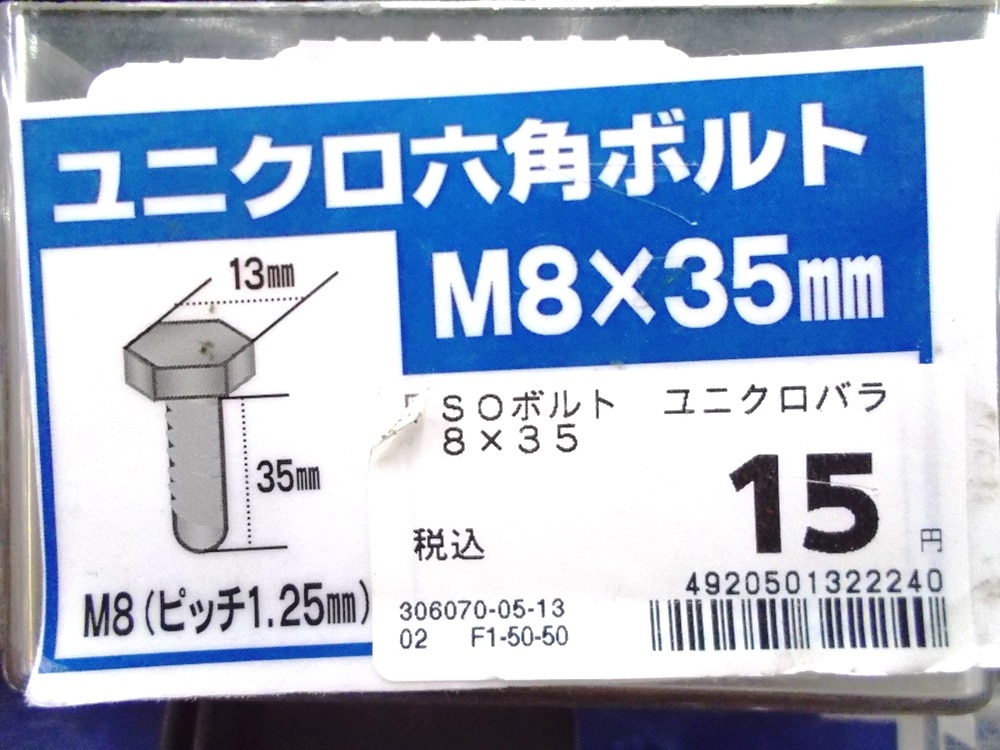 ユニクロ六角ボルト
M8×35㎜
13㎜
35㎜
M8(ピッチ1.25㎜)
SOボルト ユニクロバラ
8×35
15円
税込
4920501322240
306070-05-13
02 F1-50-50